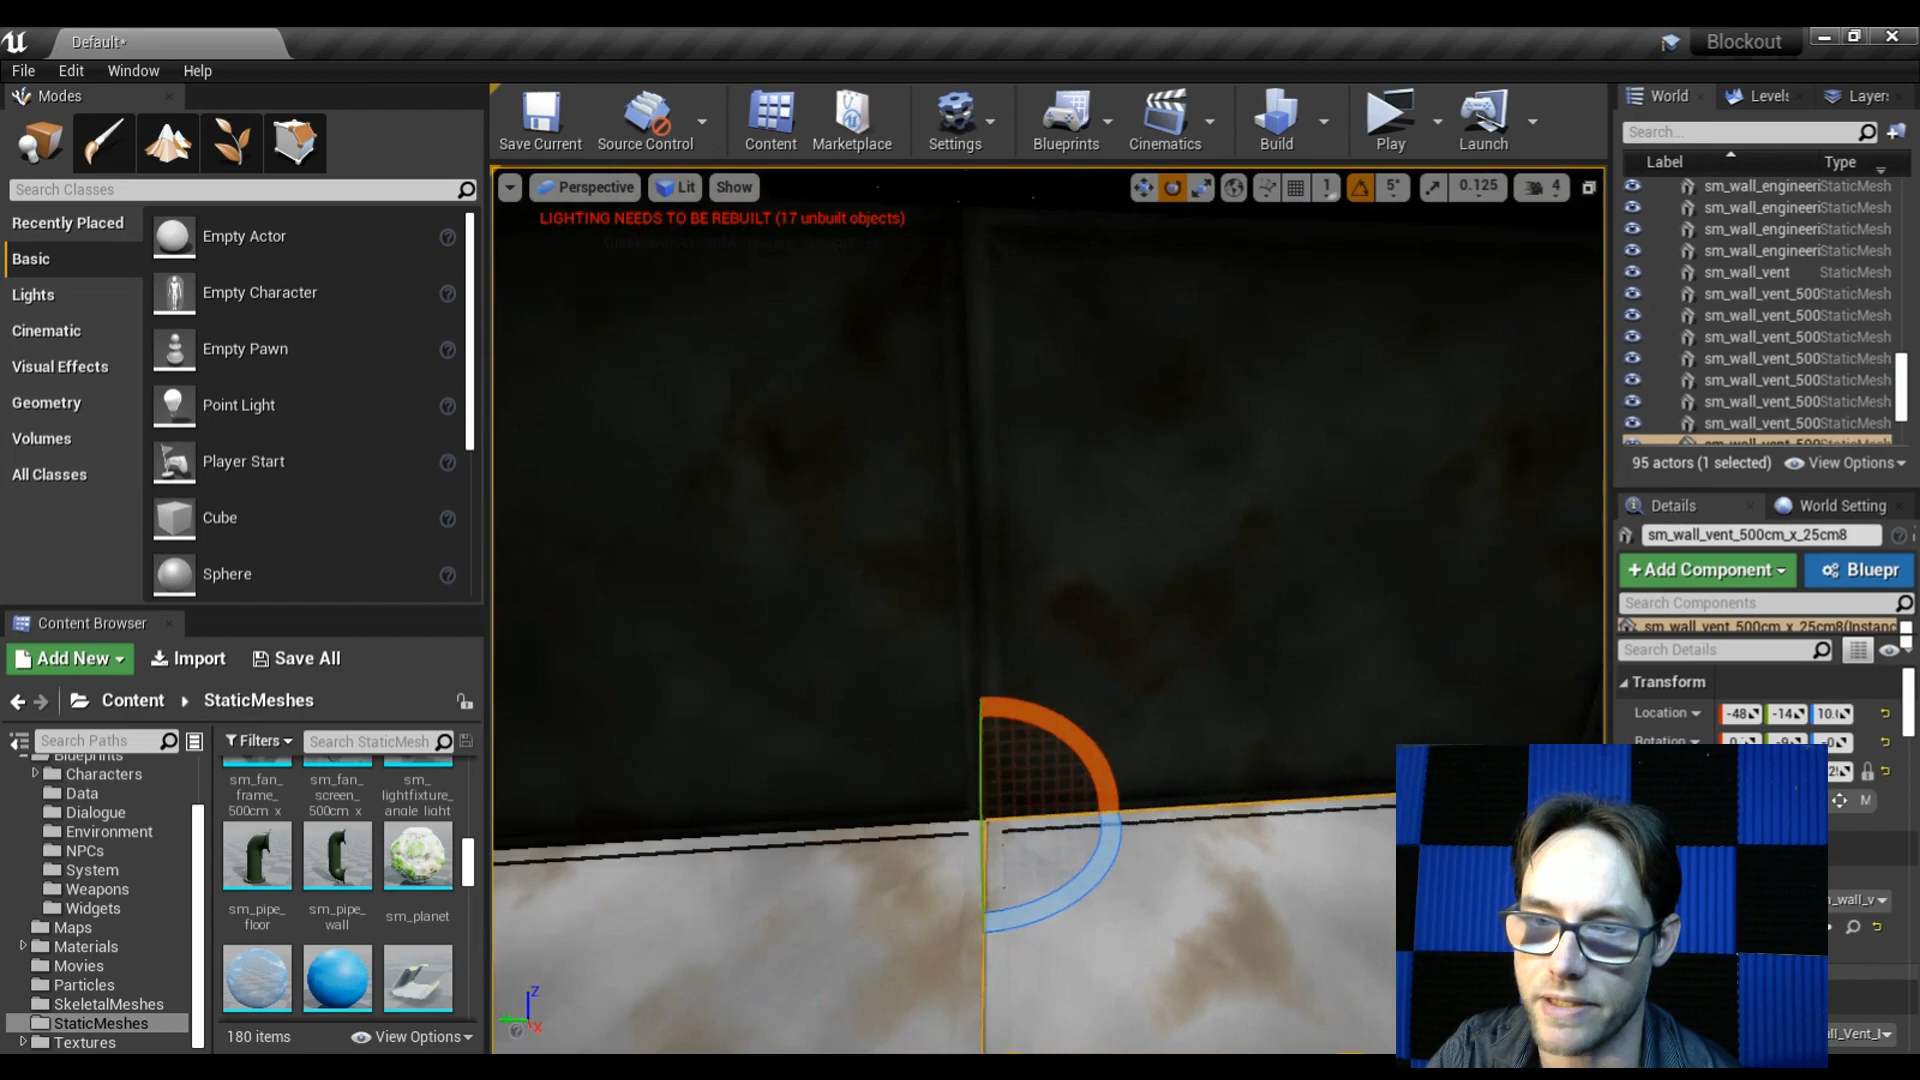 Default*
Blockout
File Edit Window Help
Modes
Search Classes
Recently Placed
Basic
Lights
Cinematic
Visual Effects
Geometry
Volumes
All Classes
Empty Actor
Empty Character
Empty Pawn
Point Light
Player Start
Cube
Sphere
Content Browser
Add New
Import
Save All
Content
StaticMeshes
Search Paths
Blueprints
Characters
Data
Dialogue
Environment
NPCs
System
Weapons
Widgets
Maps
Materials
Movies
Particles
SkeletalMeshes
StaticMeshes
Textures
Filters
Search StaticMesh
sm_fan_
frame_
500cm_x
sm_fan_
screen_
500cm_x
sm_
lightfixture_
angle_light
sm_pipe_
floor
sm_pipe_
wall
sm_planet
180 items
View Options
Save Current
Source Control
Content
Marketplace
Settings
Blueprints
Cinematics
Build
Play
Launch
Perspective
Lit
Show
1
5°
0.125
4
LIGHTING NEEDS TO BE REBUILT (17 unbuilt objects)
Z
X
World
Levels
Layers
Search...
Label
Type
sm_wall_engineeri StaticMesh
sm_wall_engineeri StaticMesh
sm_wall_engineeri StaticMesh
sm_wall_engineeri StaticMesh
sm_wall_vent StaticMesh
sm_wall_vent_500 StaticMesh
sm_wall_vent_500 StaticMesh
sm_wall_vent_500 StaticMesh
sm_wall_vent_500 StaticMesh
sm_wall_vent_500 StaticMesh
sm_wall_vent_500 StaticMesh
sm_wall_vent_500 StaticMesh
sm_wall_vent_500 StaticMesh
95 actors (1 selected)
View Options
Details
World Setting
sm_wall_vent_500cm_x_25cm8
+Add Component
Bluepr
Search Components
sm_wall_vent_500cm_x_25cm8(Instanc
Search Details
Transform
Location
-48
-14
10.
Rotation
M
m_wall_v
all_Vent_